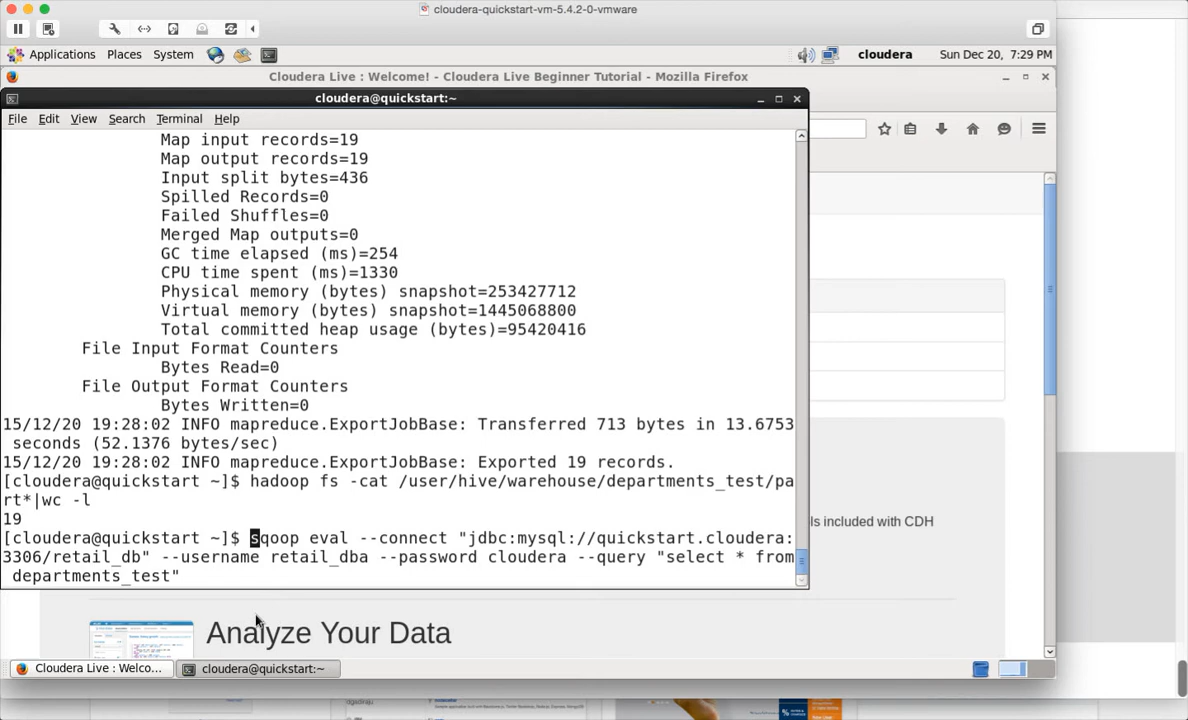 cloudera-quickstart-vm-5.4.2-0-vmware
Applications Places System cloudera Sun Dec 20, 7:29 PM
Cloudera Live : Welcome! - Cloudera Live Beginner Tutorial - Mozilla Firefox
cloudera@quickstart:~
File Edit View Search Terminal Help
Map input records=19
Map output records=19
Input split bytes=436
Spilled Records=0
Failed Shuffles=0
Merged Map outputs=0
GC time elapsed (ms)=254
CPU time spent (ms)=1330
Physical memory (bytes) snapshot=253427712
Virtual memory (bytes) snapshot=1445068800
Total committed heap usage (bytes)=95420416
File Input Format Counters
Bytes Read=0
File Output Format Counters
Bytes Written=0
15/12/20 19:28:02 INFO mapreduce.ExportJobBase: Transferred 713 bytes in 13.6753
seconds (52.1376 bytes/sec)
15/12/20 19:28:02 INFO mapreduce.ExportJobBase: Exported 19 records.
[cloudera@quickstart ~]$ hadoop fs -cat /user/hive/warehouse/departments_test/pa
rt*|wc -l
19
[cloudera@quickstart ~]$ sqoop eval --connect "jdbc:mysql://quickstart.cloudera:
3306/retail_db" --username retail_dba --password cloudera --query "select * from
departments_test"
ls included with CDH
Analyze Your Data
Cloudera Live : Welco... cloudera@quickstart:~